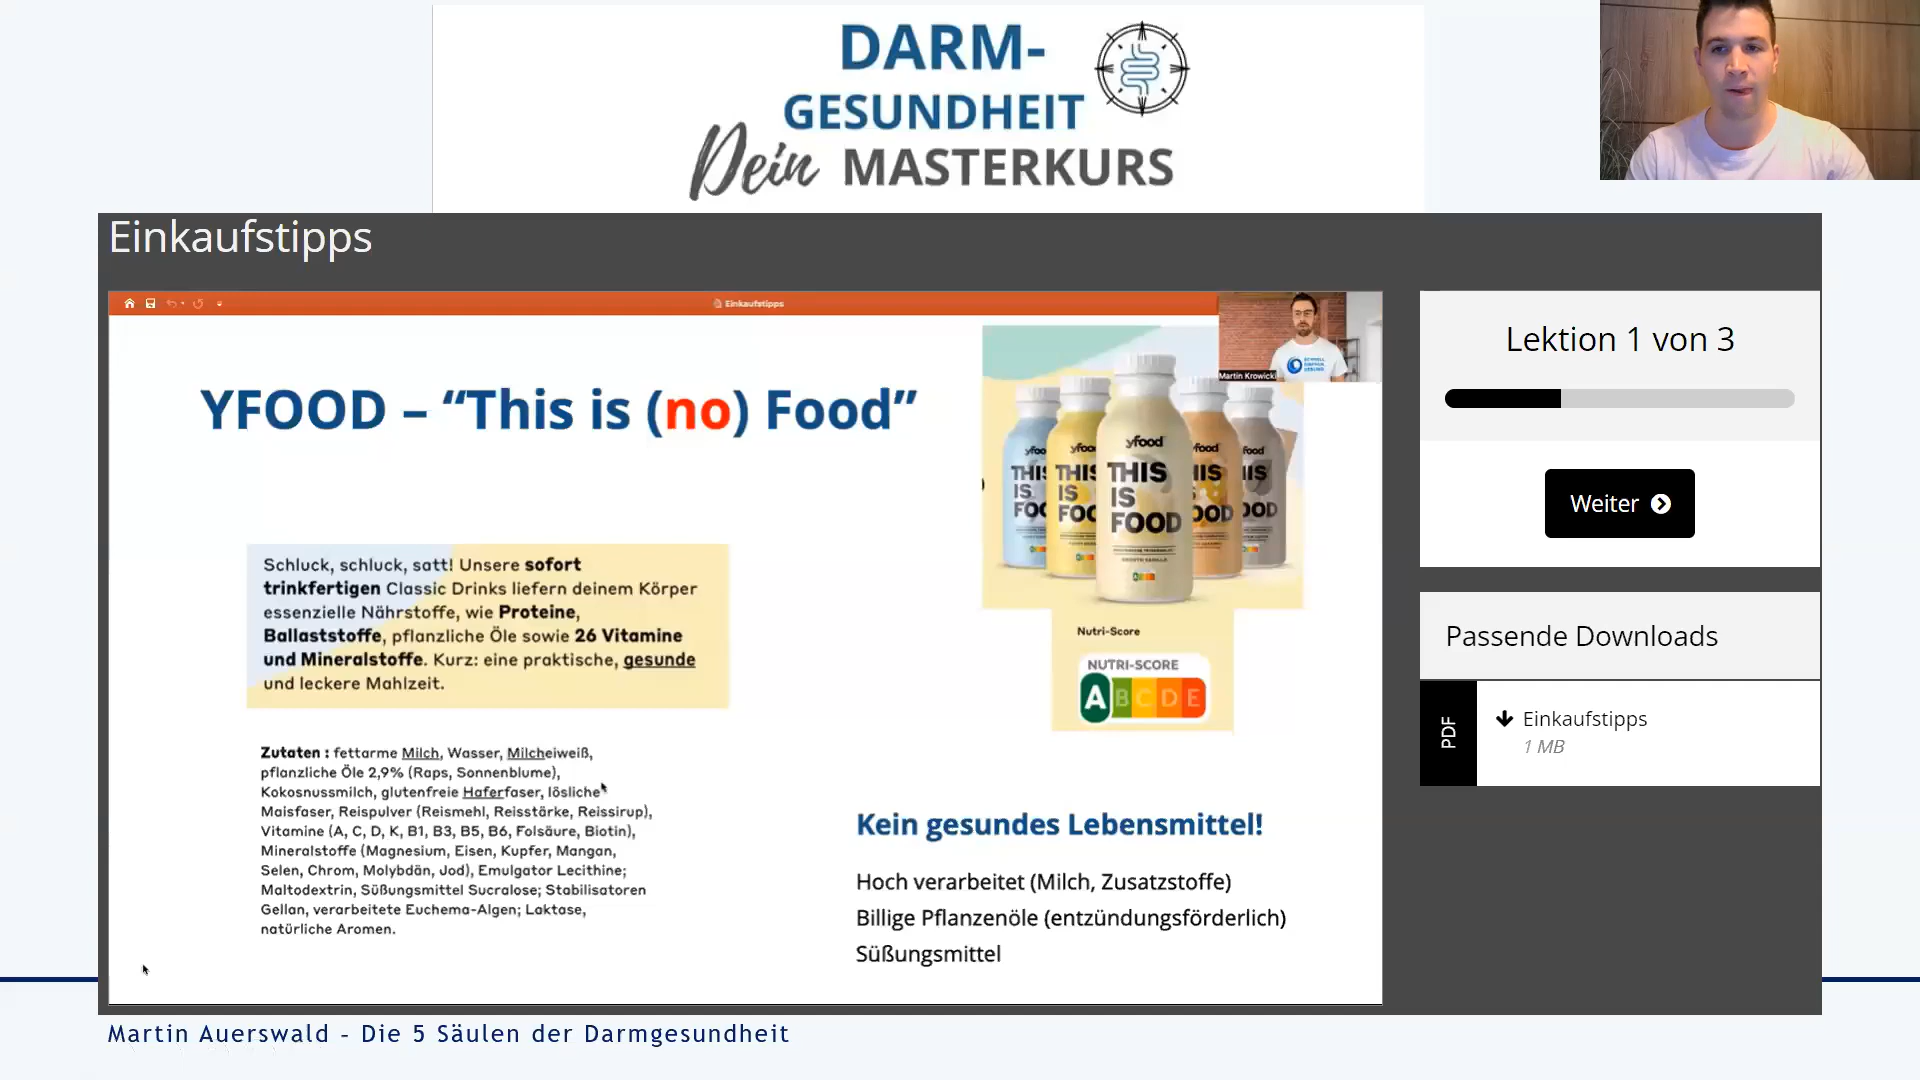 DARM-
GESUNDHEIT
Dein MASTERKURS
Einkaufstipps
Einkaufstipps
Martin Krowicki
YFOOD – “This is (no) Food”
yfood
THIS
IS
FOOD
Schluck, schluck, satt! Unsere sofort
trinkfertigen Classic Drinks liefern deinem Körper
essenzielle Nährstoffe, wie Proteine,
Ballaststoffe, pflanzliche Öle sowie 26 Vitamine
und Mineralstoffe. Kurz: eine praktische, gesunde
und leckere Mahlzeit.
Nutri-Score
NUTRI-SCORE
A B C D E
Zutaten : fettarme Milch, Wasser, Milcheiweiß,
pflanzliche Öle 2,9% (Raps, Sonnenblume),
Kokosnussmilch, glutenfreie Haferfaser, lösliche
Maisfaser, Reispulver (Reismehl, Reisstärke, Reissirup),
Vitamine (A, C, D, K, B1, B3, B5, B6, Folsäure, Biotin),
Mineralstoffe (Magnesium, Eisen, Kupfer, Mangan,
Selen, Chrom, Molybdän, Jod), Emulgator Lecithine;
Maltodextrin, Süßungsmittel Sucralose; Stabilisatoren
Gellan, verarbeitete Euchema-Algen; Laktase,
natürliche Aromen.
Kein gesundes Lebensmittel!
Hoch verarbeitet (Milch, Zusatzstoffe)
Billige Pflanzenöle (entzündungsförderlich)
Süßungsmittel
Lektion 1 von 3
Weiter
Passende Downloads
PDF
Einkaufstipps
1 MB
Martin Auerswald – Die 5 Säulen der Darmgesundheit